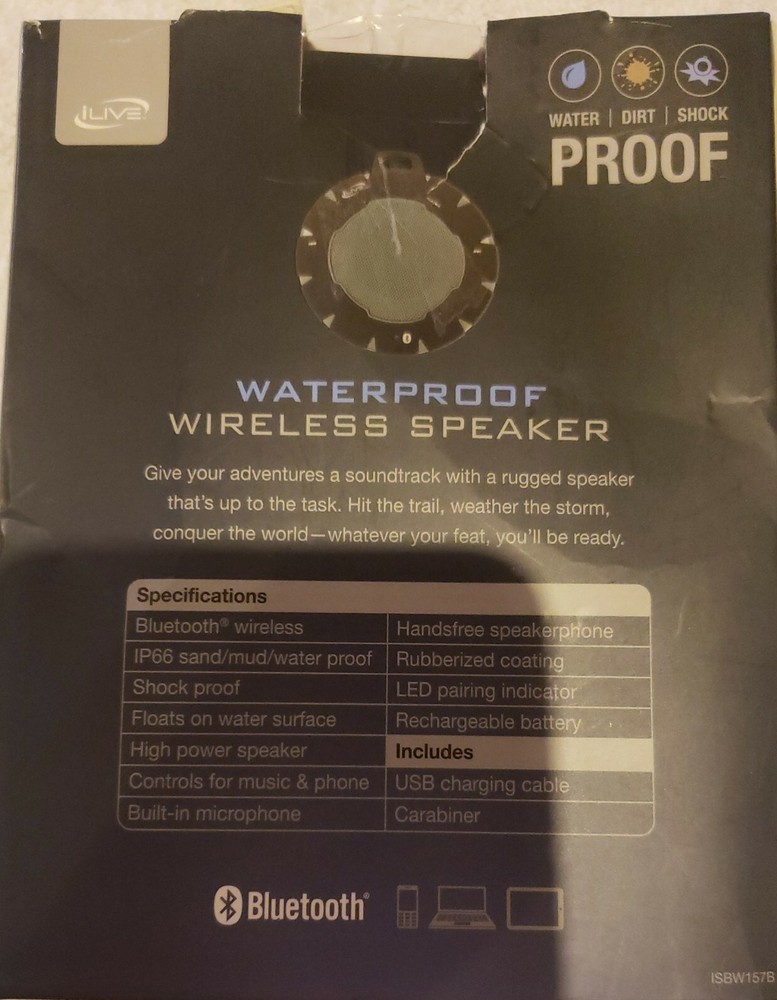 iLIVE
WATER | DIRT | SHOCK
PROOF
WATERPROOF
WIRELESS SPEAKER
Give your adventures a soundtrack with a rugged speaker
that's up to the task. Hit the trail, weather the storm,
conquer the world—whatever your feat, you'll be ready.
Specifications
Bluetooth® wireless
IP66 sand/mud/water proof
Shock proof
Floats on water surface
High power speaker
Controls for music & phone
Built-in microphone
Handsfree speakerphone
Rubberized coating
LED pairing indicator
Rechargeable battery
Includes
USB charging cable
Carabiner
Bluetooth®
ISBW157B